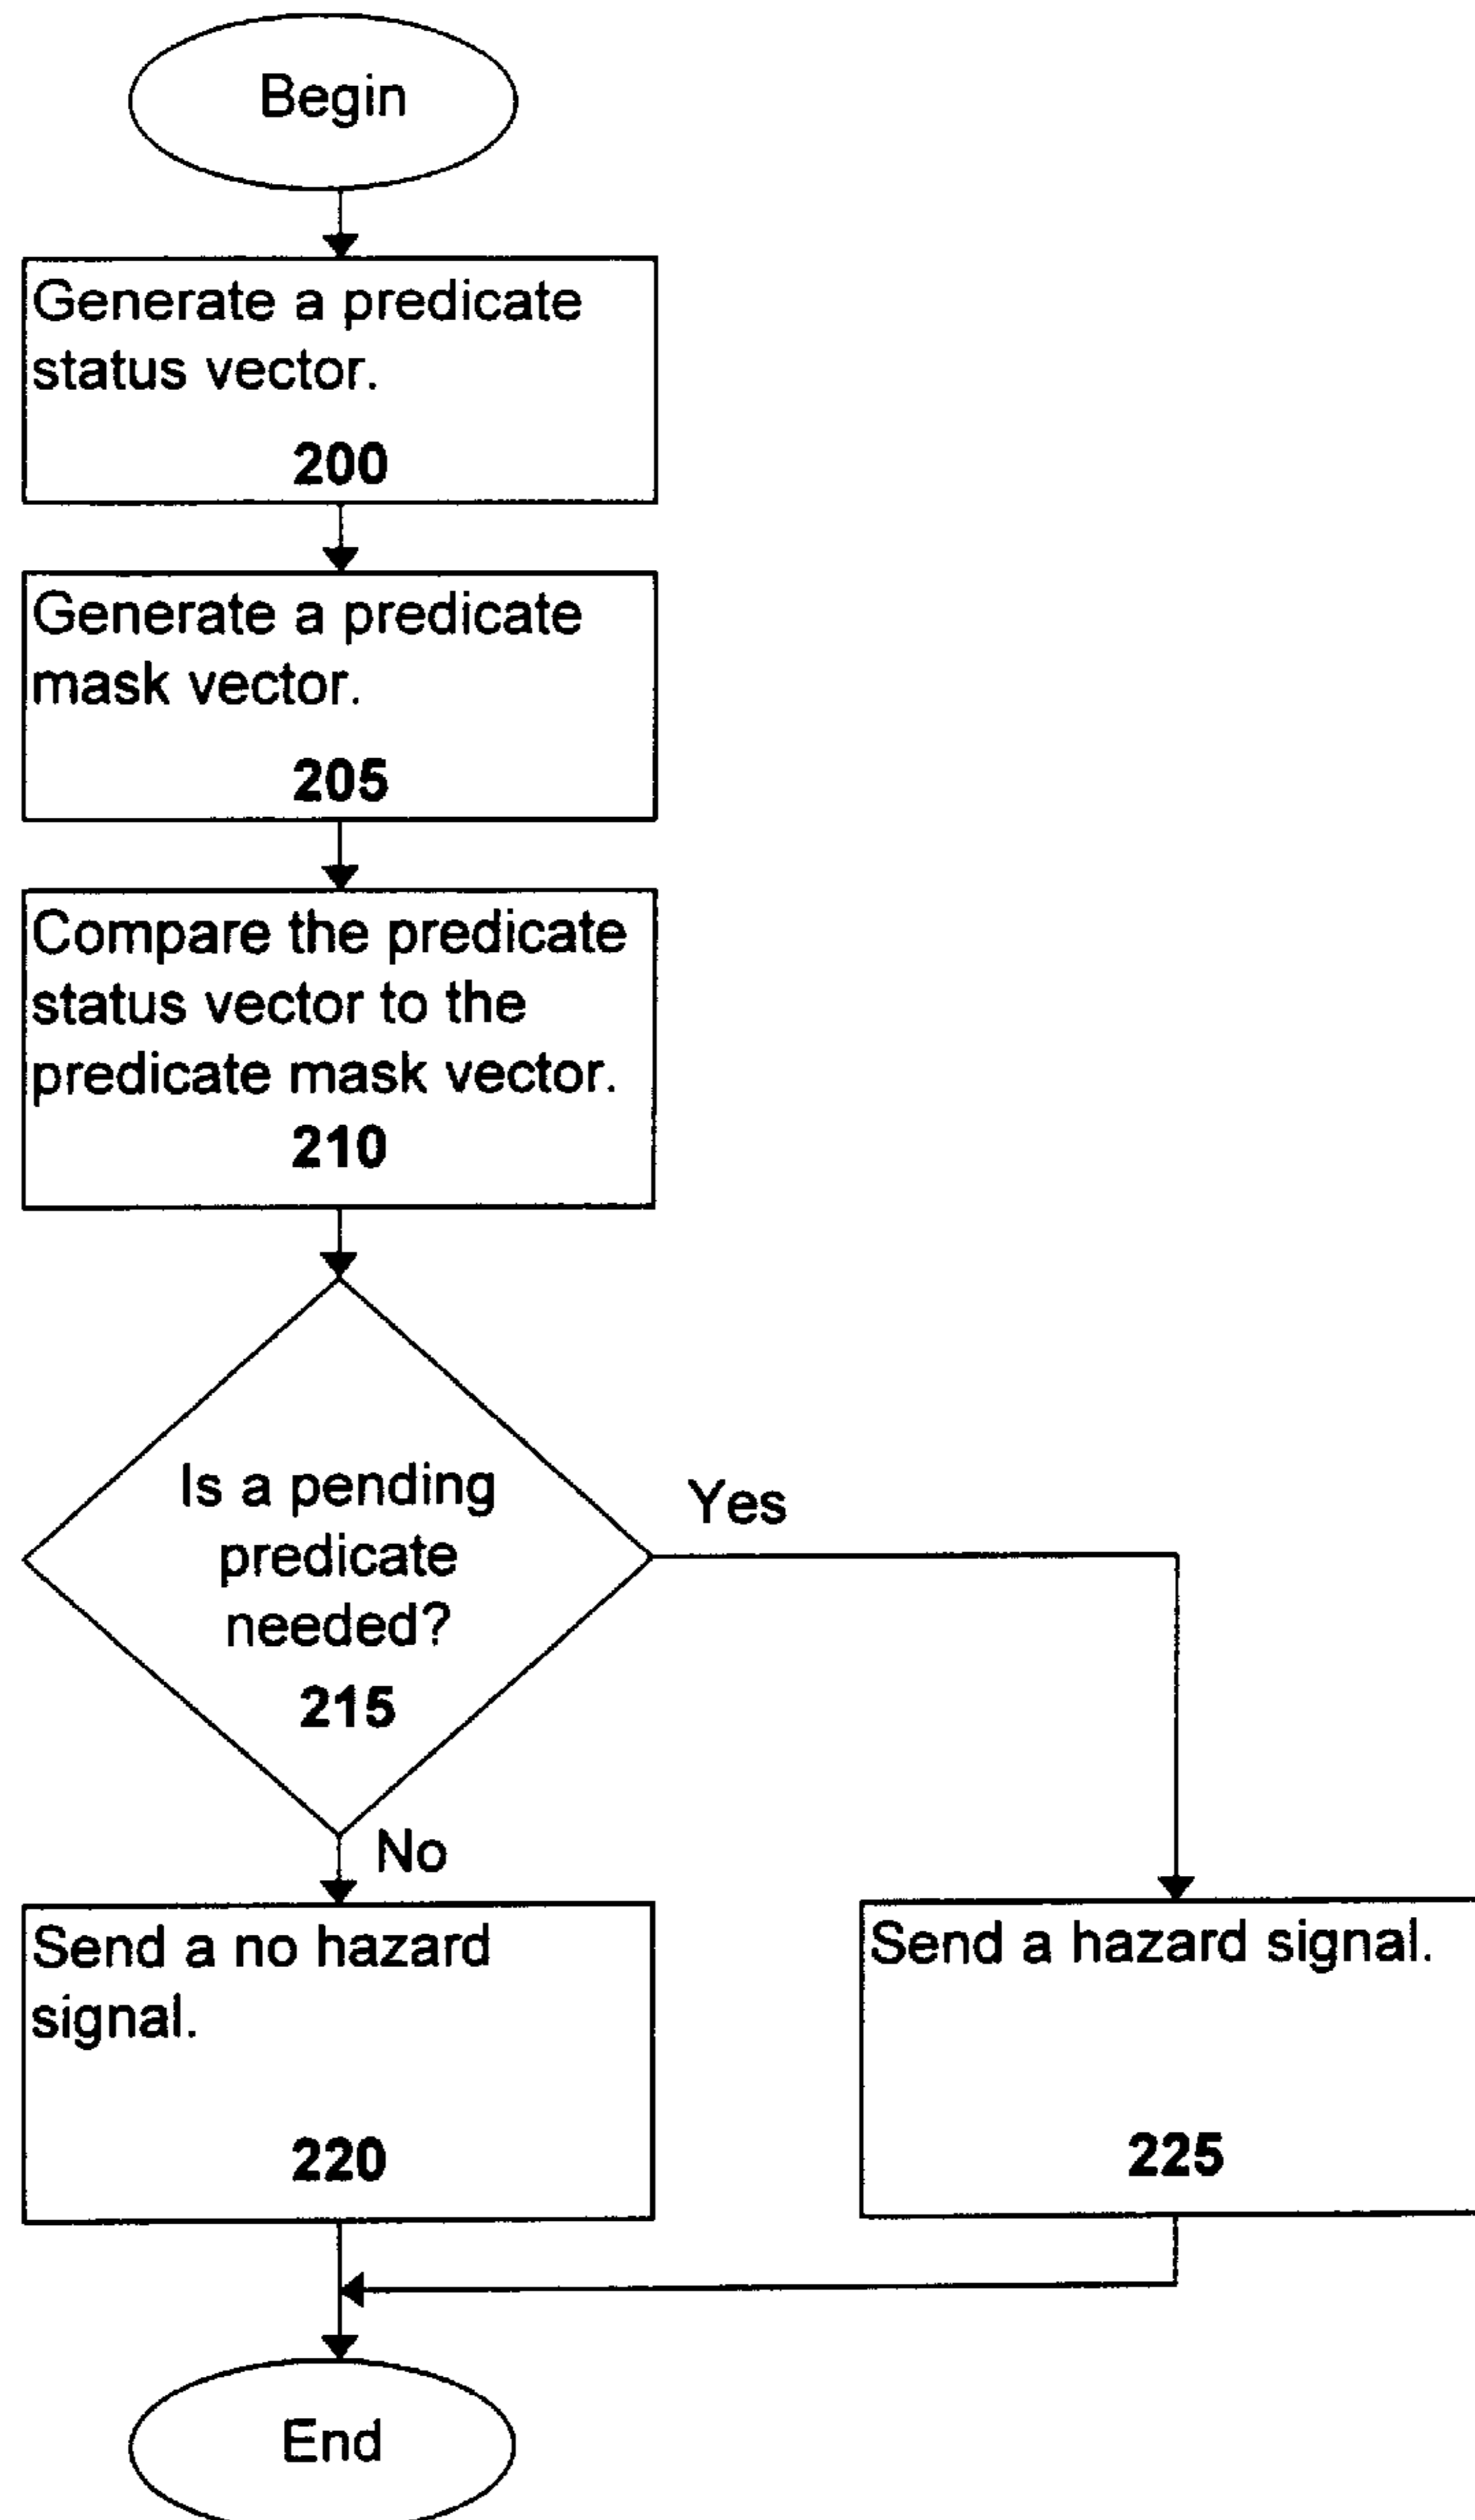 Begin
Generate a predicate
status vector.
200
Generate a predicate
mask vector.
205
Compare the predicate
status vector to the
predicate mask vector.
210
Is a pending
predicate
needed?
215
Yes
No
Send a no hazard
signal.
220
Send a hazard signal.
225
End